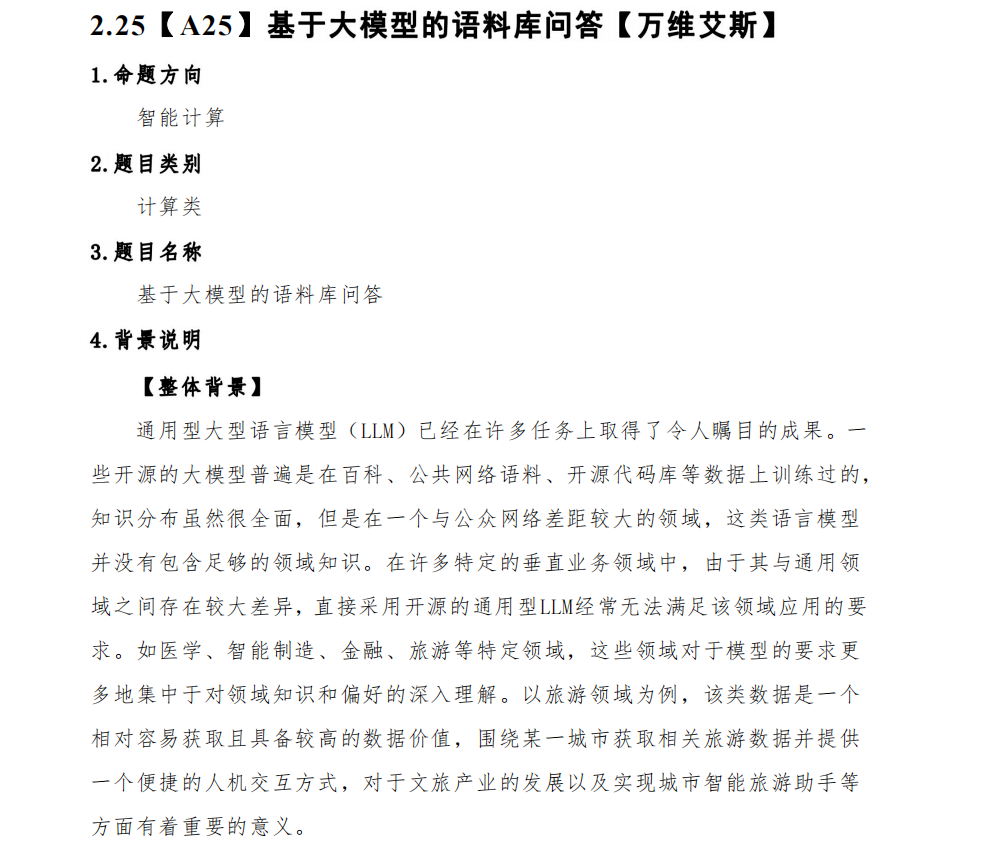 2.25【A25】基于大模型的语料库问答【万维艾斯】
1.命题方向
智能计算
2.题目类别
计算类
3.题目名称
基于大模型的语料库问答
4.背景说明
【整体背景】
通用型大型语言模型（LLM）已经在许多任务上取得了令人瞩目的成果。一
些开源的大模型普遍是在百科、公共网络语料、开源代码库等数据上训练过的，
知识分布虽然很全面，但是在一个与公众网络差距较大的领域，这类语言模型
并没有包含足够的领域知识。在许多特定的垂直业务领域中，由于其与通用领
域之间存在较大差异，直接采用开源的通用型LLM经常无法满足该领域应用的要
求。如医学、智能制造、金融、旅游等特定领域，这些领域对于模型的要求更
多地集中于对领域知识和偏好的深入理解。以旅游领域为例，该类数据是一个
相对容易获取且具备较高的数据价值，围绕某一城市获取相关旅游数据并提供
一个便捷的人机交互方式，对于文旅产业的发展以及实现城市智能旅游助手等
方面有着重要的意义。